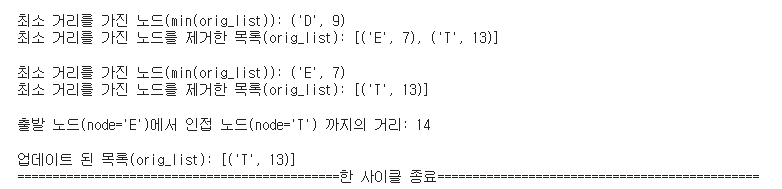 최소 거리를 가진 노드(min(orig_list)): ('D', 9)
최소 거리를 가진 노드를 제거한 목록(orig_list): [('E', 7), ('T', 13)]
최소 거리를 가진 노드(min(orig_list)): ('E', 7)
최소 거리를 가진 노드를 제거한 목록(orig_list): [('T', 13)]
출발 노드(node='E')에서 인접 노드(node='T') 까지의 거리: 14
업데이트 된 목록(orig_list): [('T', 13)]
==============================================한 사이클 종료==============================================